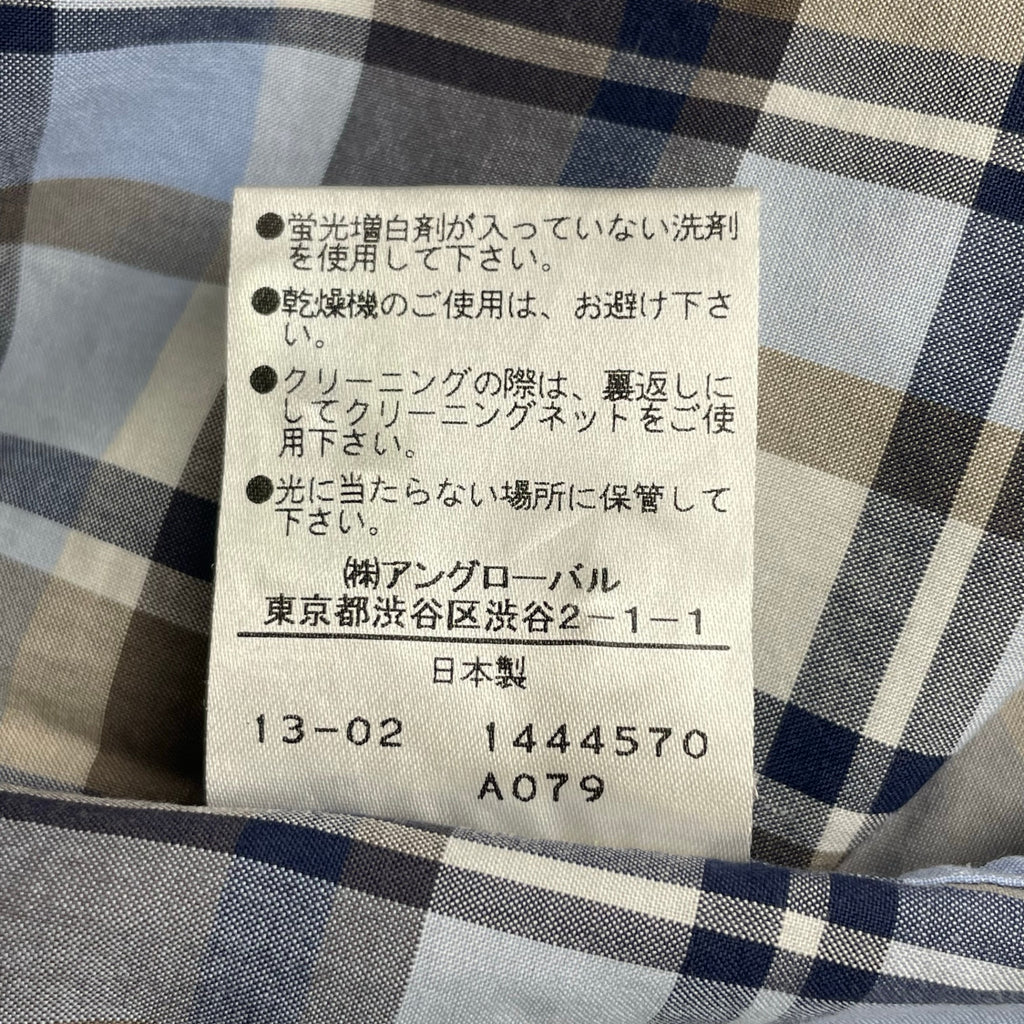 ●蛍光増白剤が入っていない洗剤
を使用して下さい。
●乾燥機のご使用は、お避け下さ
い。
●クリーニングの際は、裏返しに
してクリーニングネットをご使
用下さい。
●光に当たらない場所に保管して
下さい。
㈱アングローバル
東京都渋谷区渋谷2-1-1
日本製
13-02 1444570
A079